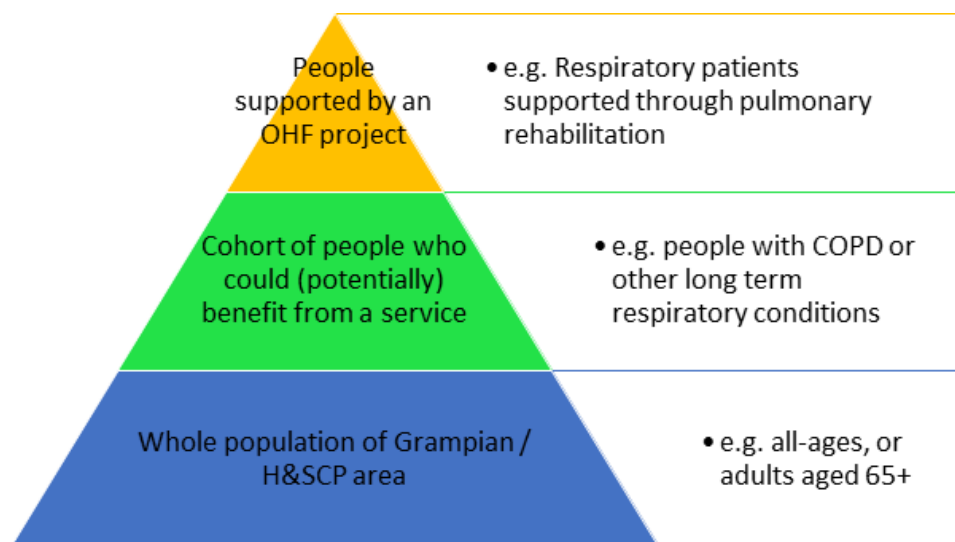 People
supported by an
OHF project
• e.g. Respiratory patients
supported through pulmonary
rehabilitation
Cohort of people who
could (potentially)
benefit from a service
• e.g. people with COPD or
other long term
respiratory conditions
Whole population of Grampian /
H&SCP area
• e.g. all-ages, or
adults aged 65+